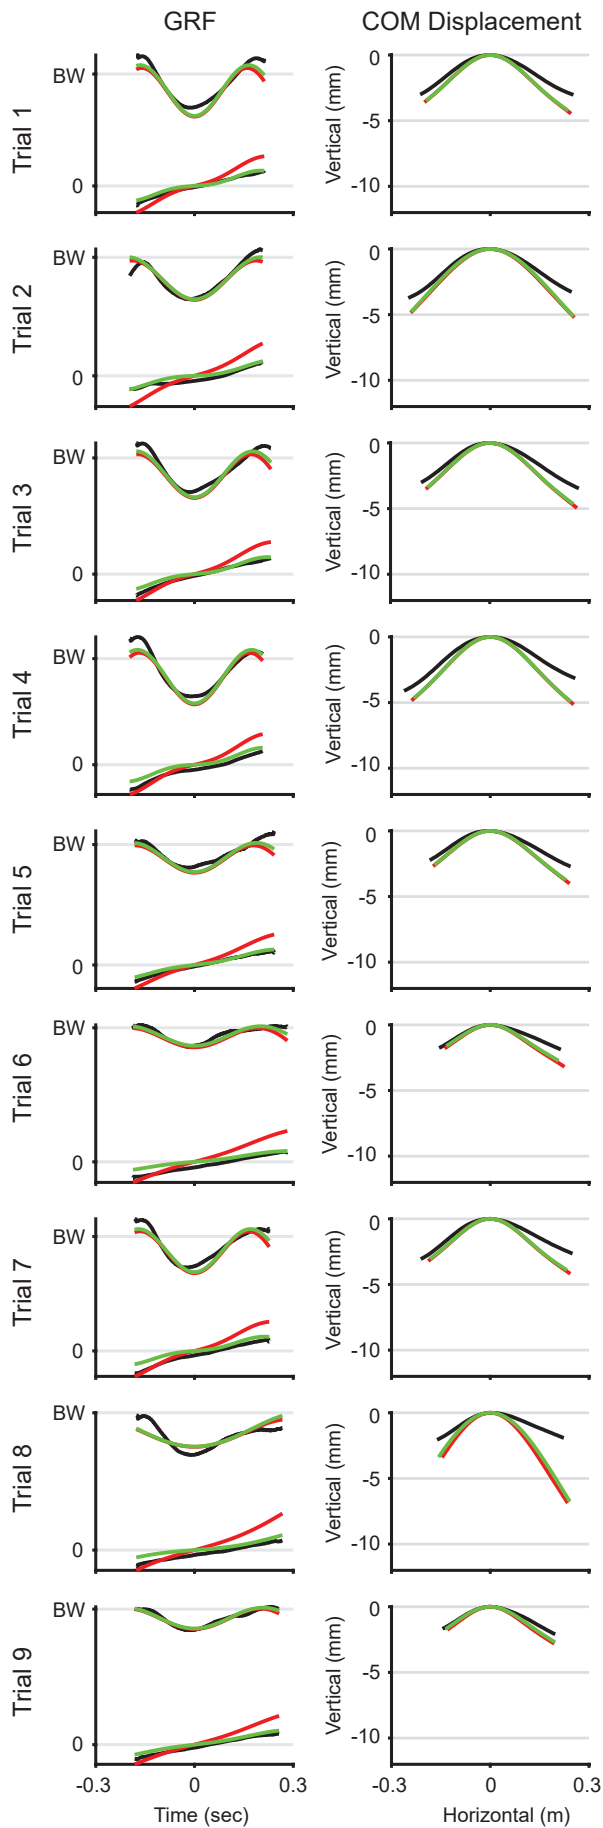 GRF
COM Displacement
Trial 1
BW
0
Vertical (mm)
0
-5
-10
Trial 2
BW
0
Vertical (mm)
0
-5
-10
Trial 3
BW
0
Vertical (mm)
0
-5
-10
Trial 4
BW
0
Vertical (mm)
0
-5
-10
Trial 5
BW
0
Vertical (mm)
0
-5
-10
Trial 6
BW
0
Vertical (mm)
0
-5
-10
Trial 7
BW
0
Vertical (mm)
0
-5
-10
Trial 8
BW
0
Vertical (mm)
0
-5
-10
Trial 9
BW
0
Vertical (mm)
0
-5
-10
-0.3 0 0.3
-0.3 0 0.3
Time (sec)
Horizontal (m)